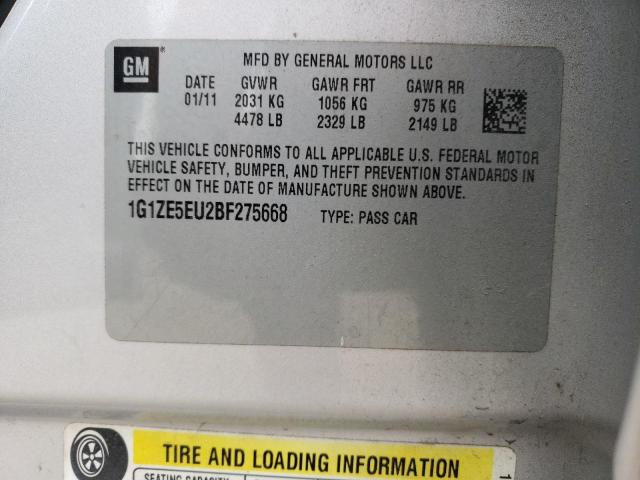 GM
MFD BY GENERAL MOTORS LLC
DATE GVWR GAWR FRT GAWR RR
01/11 2031 KG 1056 KG 975 KG
4478 LB 2329 LB 2149 LB
THIS VEHICLE CONFORMS TO ALL APPLICABLE U.S. FEDERAL MOTOR
VEHICLE SAFETY, BUMPER, AND THEFT PREVENTION STANDARDS IN
EFFECT ON THE DATE OF MANUFACTURE SHOWN ABOVE.
1G1ZE5EU2BF275668 TYPE: PASS CAR
TIRE AND LOADING INFORMATION
SEATING CAPACITY